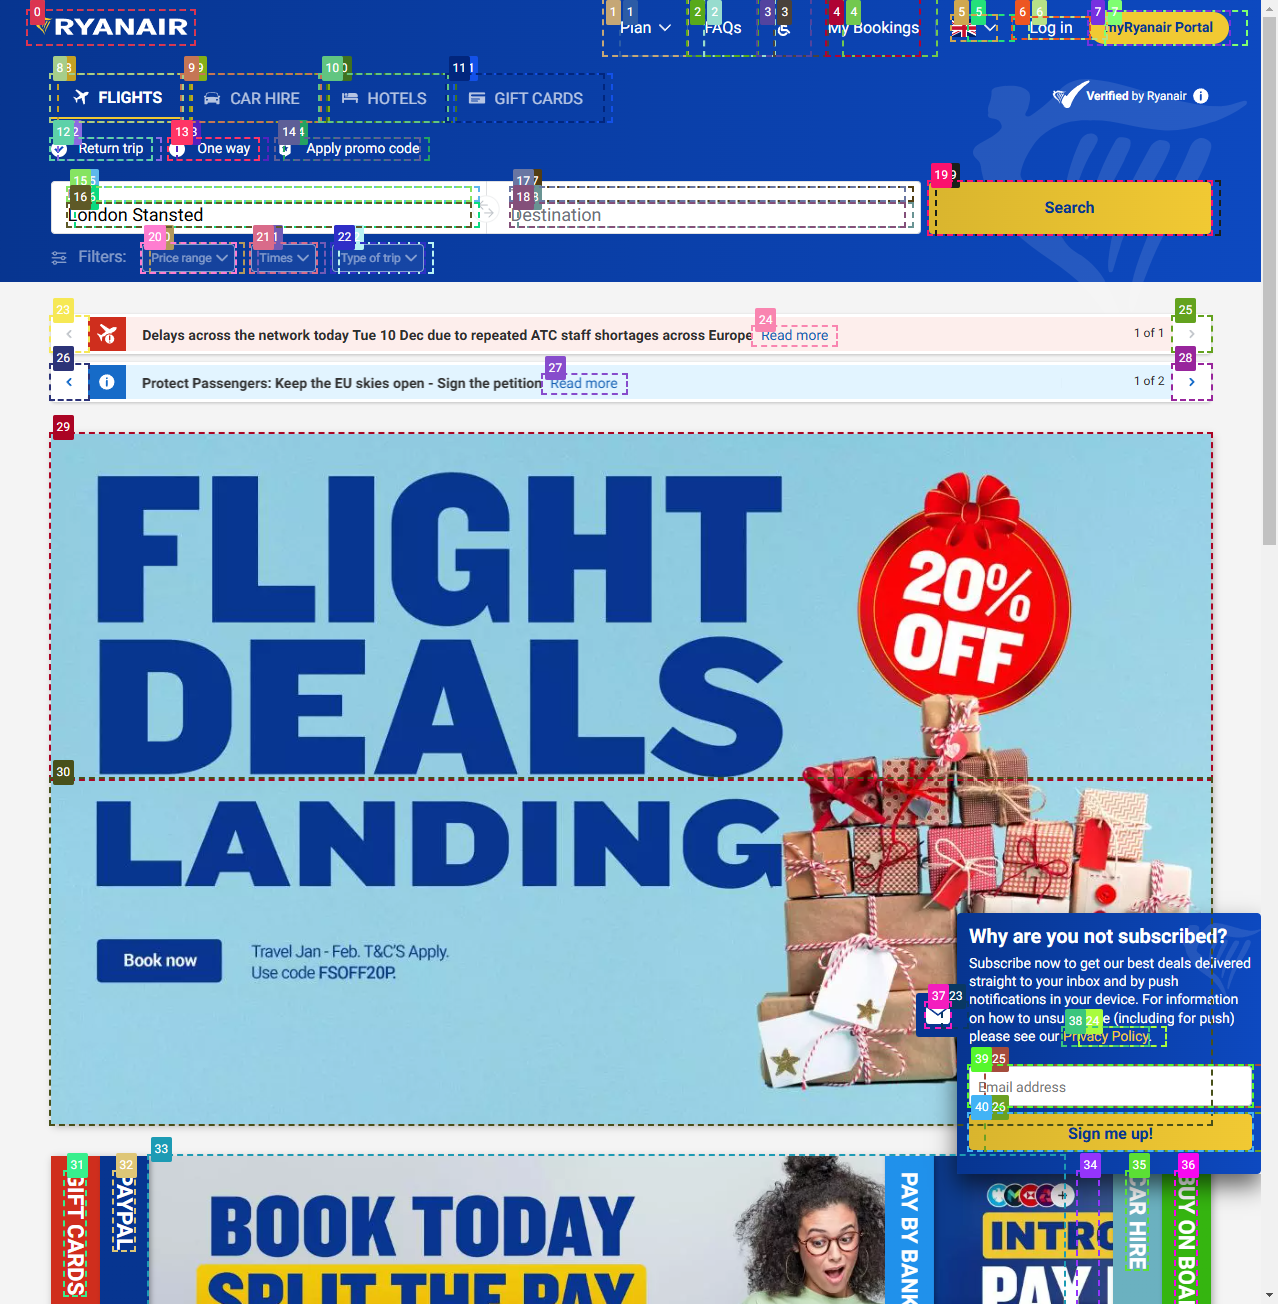 RYANAIR
Plan
FAQs
My Bookings
Log in
myRyanair Portal
FLIGHTS
CAR HIRE
HOTELS
GIFT CARDS
Verified by Ryanair
Return trip
One way
Apply promo code
London Stansted
Destination
Search
Filters:
Price range
Times
Type of trip
Delays across the network today Tue 10 Dec due to repeated ATC staff shortages across Europe Read more
1 of 1
Protect Passengers: Keep the EU skies open - Sign the petition Read more
1 of 2
FLIGHT
DEALS
LANDING
20%
OFF
Book now
Travel Jan - Feb. T&C'S Apply.
Use code FSOFF20P.
Why are you not subscribed?
Subscribe now to get our best deals delivered
straight to your inbox and by push
notifications in your device. For information
on how to (including for push)
please see our Privacy Policy.
Email address
Sign me up!
GIFT CARDS
PAYPAL
BOOK TODAY
SPLIT THE PAY
PAY BY BANK
CAR HIRE